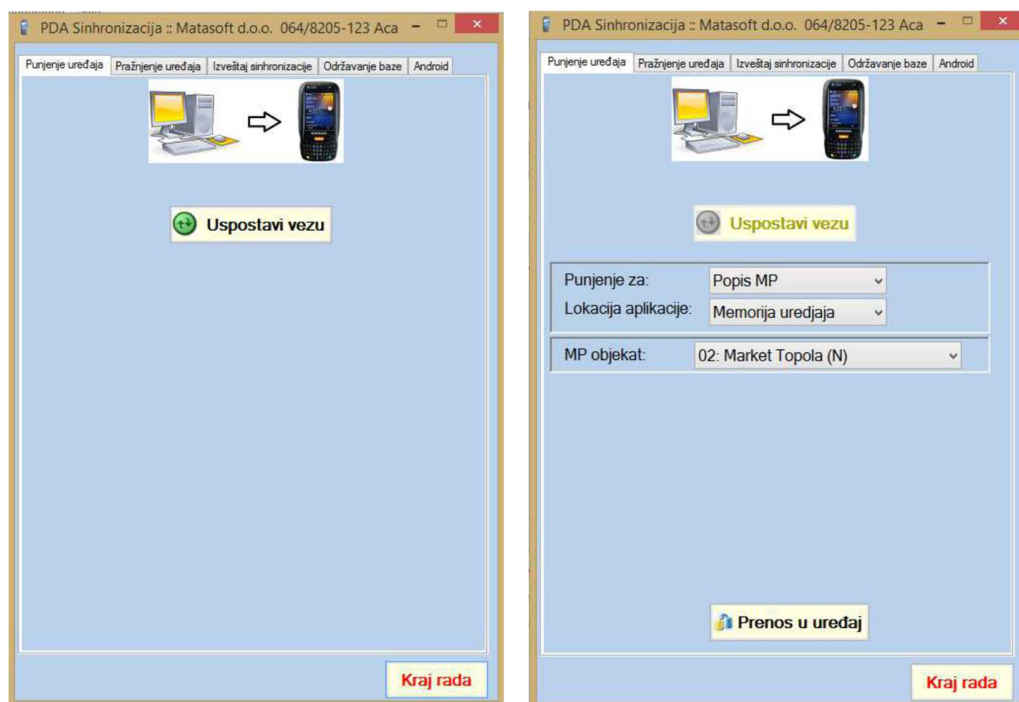 PDA Sinhronizacija :: Matasoft d.o.o. 064/8205-123 Aca
Punjenje uređaja Pražnjenje uređaja Izveštaj sinhronizacije Održavanje baze Android
Uspostavi vezu
Kraj rada
PDA Sinhronizacija :: Matasoft d.o.o. 064/8205-123 Aca
Punjenje uređaja Pražnjenje uređaja Izveštaj sinhronizacije Održavanje baze Android
Uspostavi vezu
Punjenje za: Popis MP
Lokacija aplikacije: Memorija uredjaja
MP objekat: 02: Market Topola (N)
Prenos u uređaj
Kraj rada